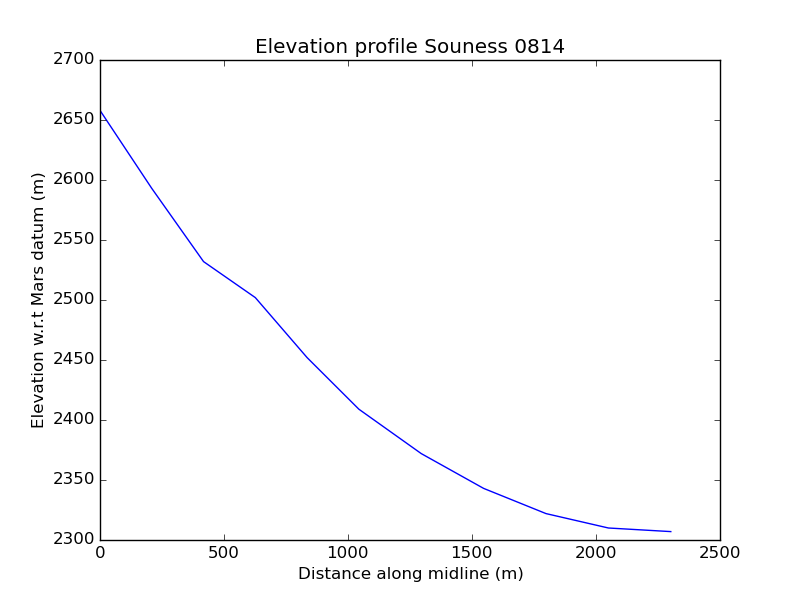 Elevation profile Souness 0814
2700
2650
2600
2550
2500
2450
2400
2350
2300
Elevation w.r.t Mars datum (m)
0 500 1000 1500 2000 2500
Distance along midline (m)